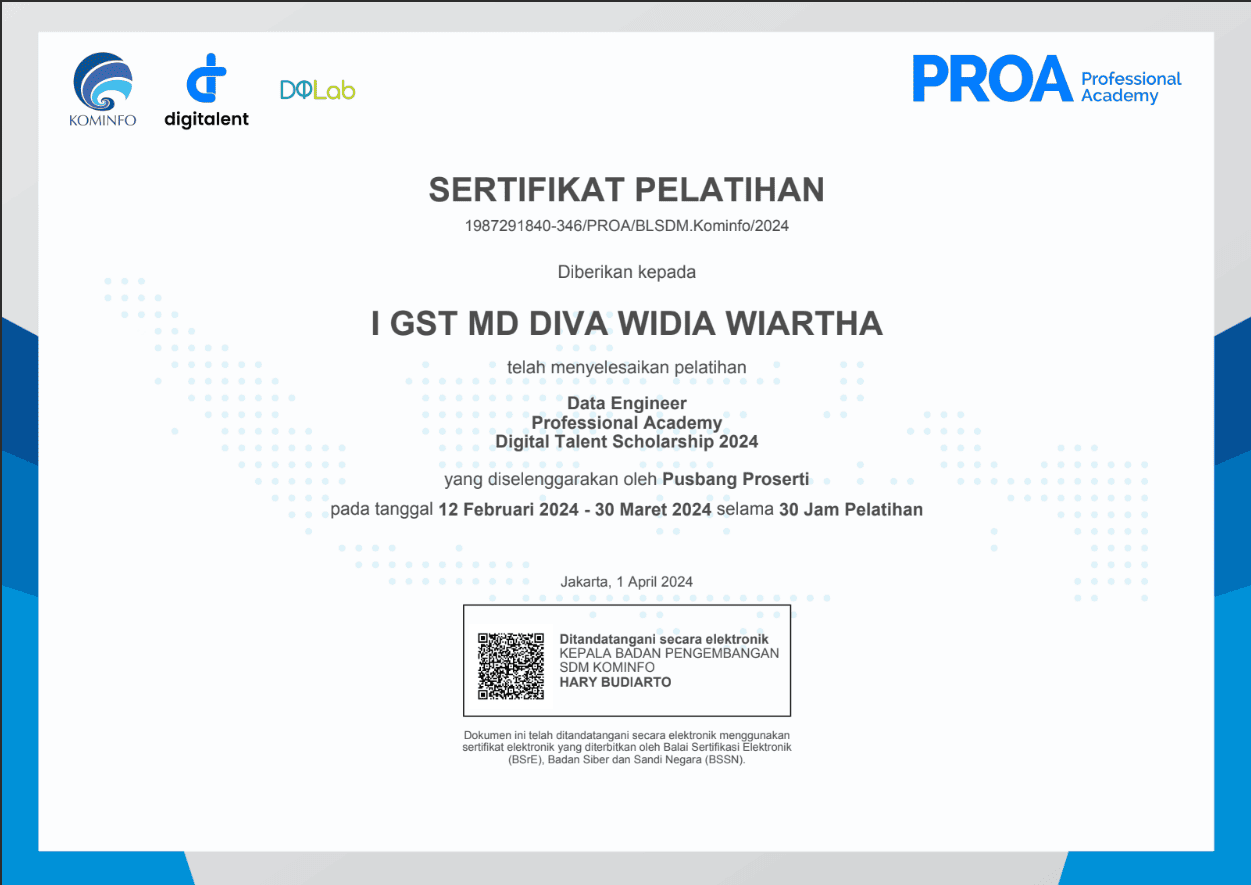 KOMINFO
digitalent
DQLab
PROA Professional
Academy
SERTIFIKAT PELATIHAN
1987291840-346/PROA/BLSDM.Kominfo/2024
Diberikan kepada
I GST MD DIVA WIDIA WIARTHA
telah menyelesaikan pelatihan
Data Engineer
Professional Academy
Digital Talent Scholarship 2024
yang diselenggarakan oleh Pusbang Proserti
pada tanggal 12 Februari 2024 - 30 Maret 2024 selama 30 Jam Pelatihan
Jakarta, 1 April 2024
Ditandatangani secara elektronik
KEPALA BADAN PENGEMBANGAN
SDM KOMINFO
HARY BUDIARTO
Dokumen ini telah ditandatangani secara elektronik menggunakan
sertifikat elektronik yang diterbitkan oleh Balai Sertifikasi Elektronik
(BSrE), Badan Siber dan Sandi Negara (BSSN).